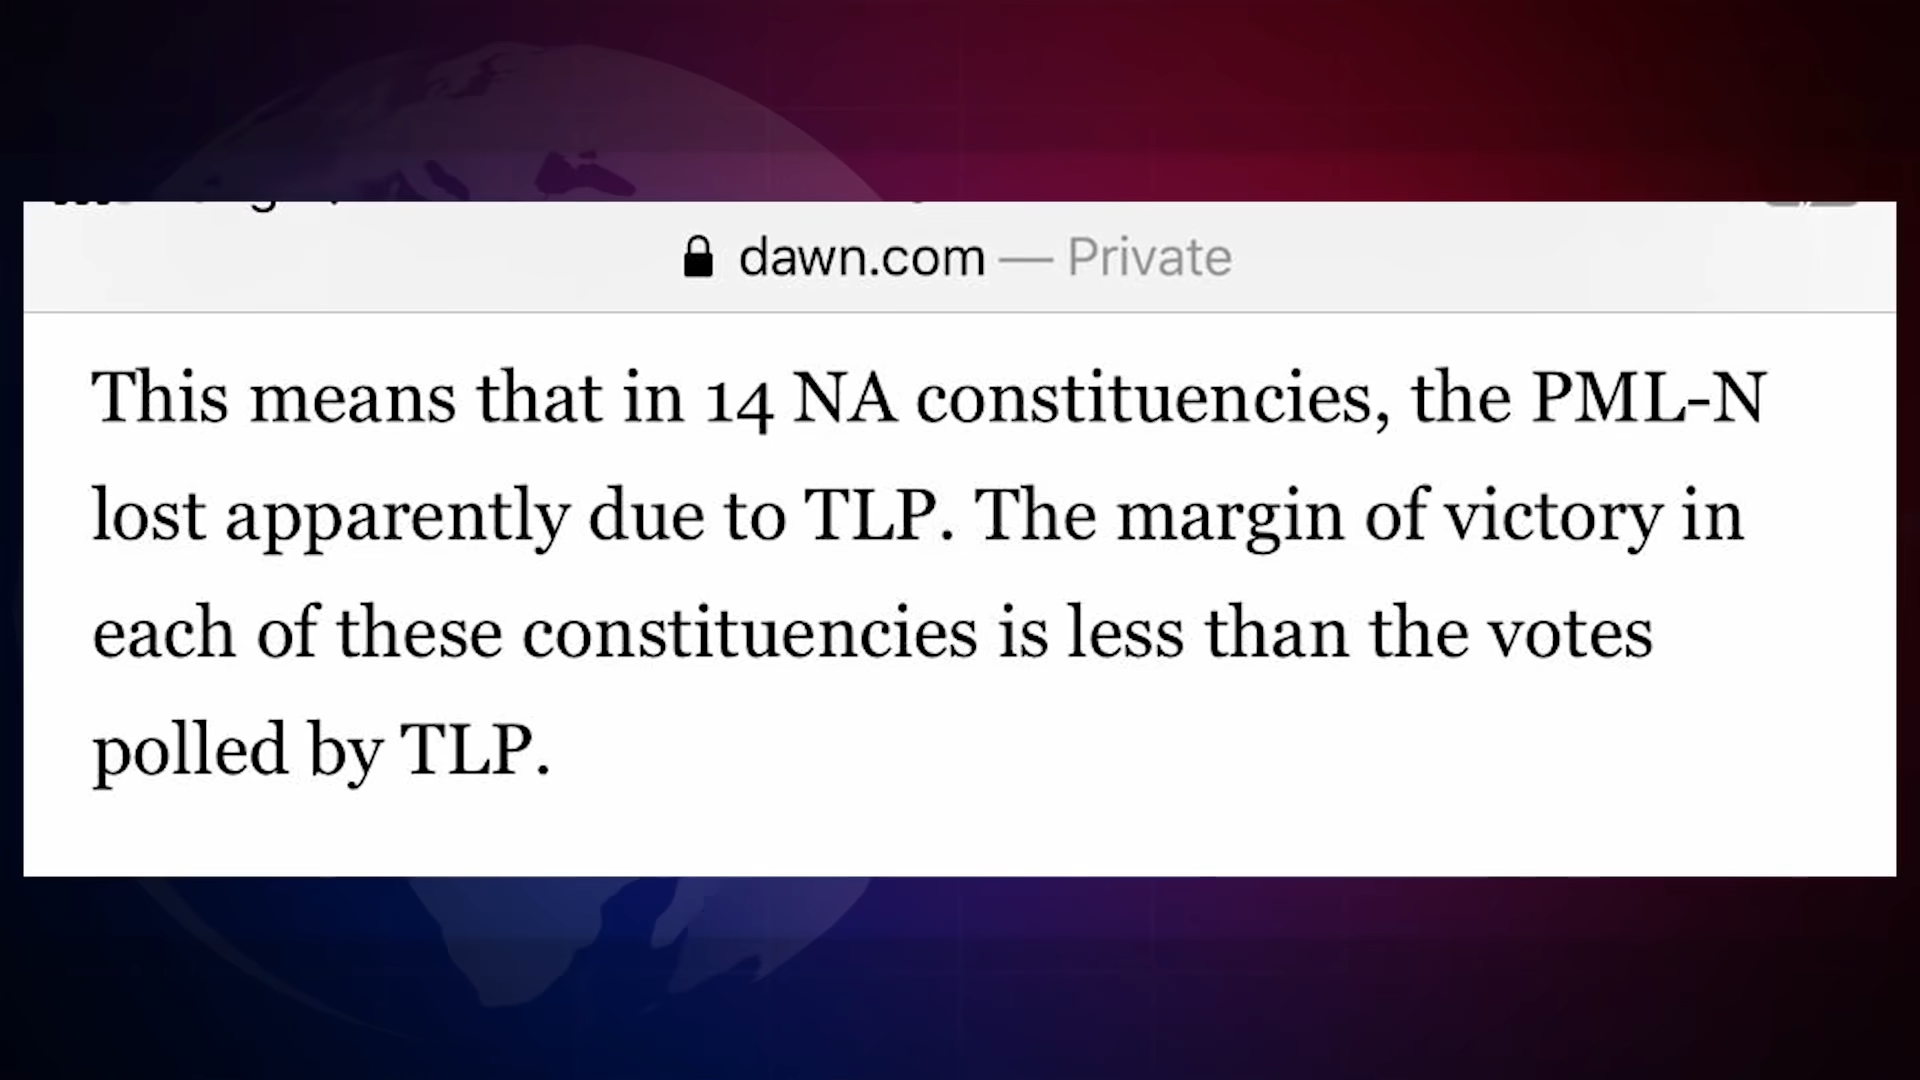 dawn.com — Private
This means that in 14 NA constituencies, the PML-N
lost apparently due to TLP. The margin of victory in
each of these constituencies is less than the votes
polled by TLP.